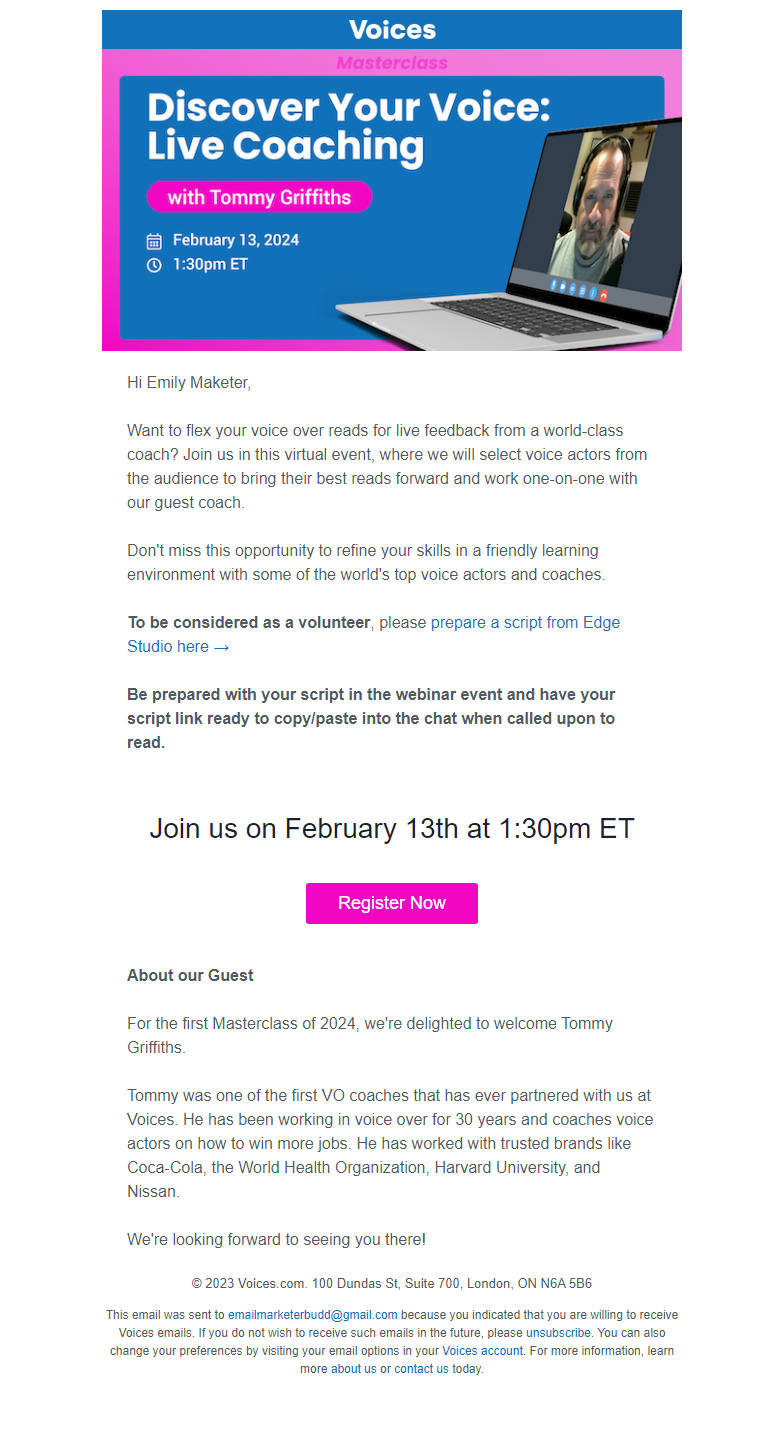 Voices
Masterclass
Discover Your Voice:
Live Coaching
with Tommy Griffiths
February 13, 2024
1:30pm ET
Hi Emily Maketer,
Want to flex your voice over reads for live feedback from a world-class
coach? Join us in this virtual event, where we will select voice actors from
the audience to bring their best reads forward and work one-on-one with
our guest coach.
Don't miss this opportunity to refine your skills in a friendly learning
environment with some of the world's top voice actors and coaches.
To be considered as a volunteer, please prepare a script from Edge
Studio here →
Be prepared with your script in the webinar event and have your
script link ready to copy/paste into the chat when called upon to
read.
Join us on February 13th at 1:30pm ET
Register Now
About our Guest
For the first Masterclass of 2024, we're delighted to welcome Tommy
Griffiths.
Tommy was one of the first VO coaches that has ever partnered with us at
Voices. He has been working in voice over for 30 years and coaches voice
actors on how to win more jobs. He has worked with trusted brands like
Coca-Cola, the World Health Organization, Harvard University, and
Nissan.
We're looking forward to seeing you there!
© 2023 Voices.com. 100 Dundas St, Suite 700, London, ON N6A 5B6
This email was sent to emailmarketerbudd@gmail.com because you indicated that you are willing to receive
Voices emails. If you do not wish to receive such emails in the future, please unsubscribe. You can also
change your preferences by visiting your email options in your Voices account. For more information, learn
more about us or contact us today.